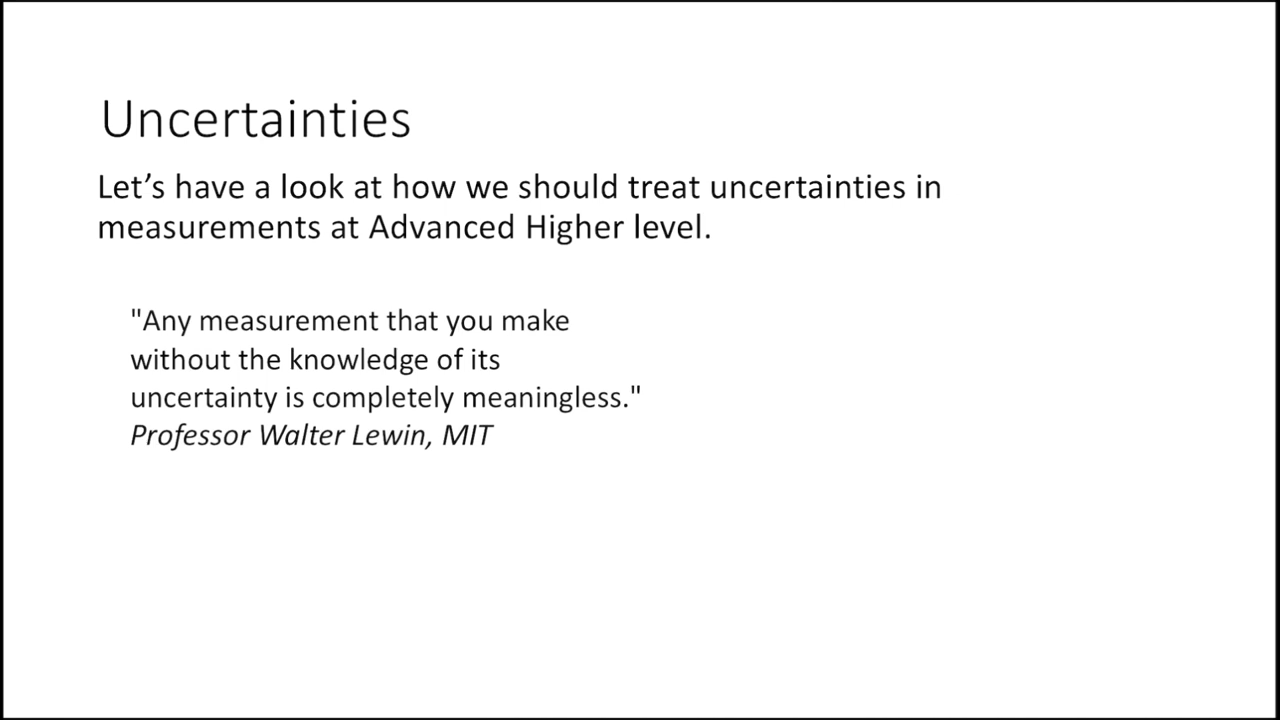 Uncertainties
Let’s have a look at how we should treat uncertainties in
measurements at Advanced Higher level.
"Any measurement that you make
without the knowledge of its
uncertainty is completely meaningless."
Professor Walter Lewin, MIT